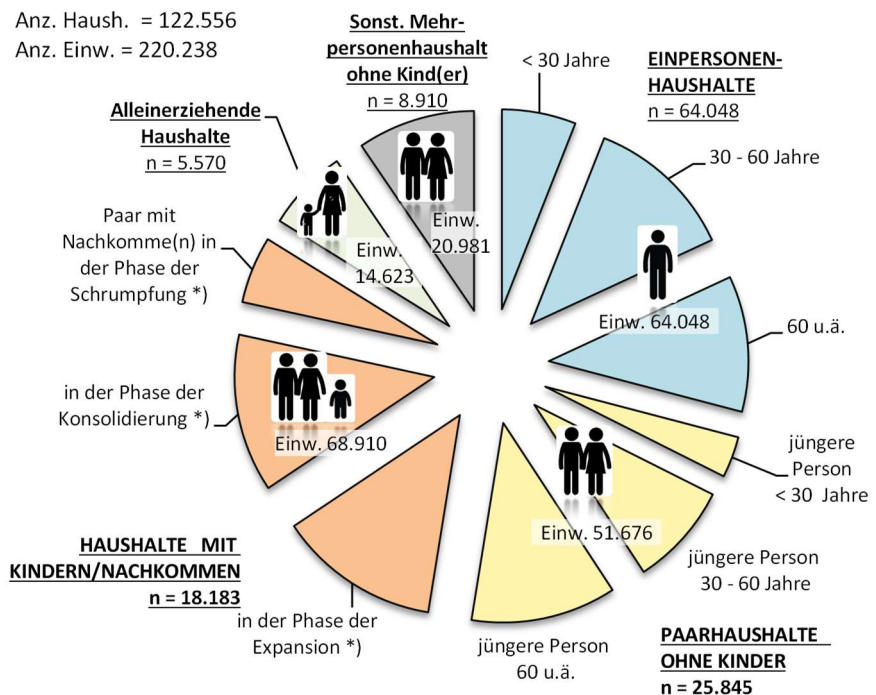 Anz. Haush. = 122.556
Anz. Einw. = 220.238
Sonst. Mehr-
personenhaushalt
ohne Kind(er)
n = 8.910
< 30 Jahre
EINPERSONEN-
HAUSHALTE
n = 64.048
Alleinerziehende
Haushalte
n = 5.570
30 - 60 Jahre
Paar mit
Nachkomme(n) in
der Phase der
Schrumpfung *)
Einw.
14.623
Einw.
20.981
Einw. 64.048
60 u.ä.
in der Phase der
Konsolidierung *)
Einw. 68.910
jüngere
Person
< 30 Jahre
Einw. 51.676
jüngere Person
30 - 60 Jahre
HAUSHALTE MIT
KINDERN/NACHKOMMEN
n = 18.183
in der Phase der
Expansion *)
jüngere Person
60 u.ä.
PAARHAUSHALTE
OHNE KINDER
n = 25.845